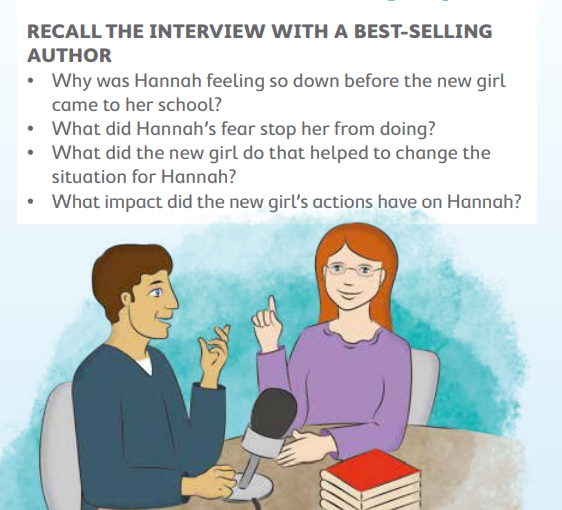 RECALL THE INTERVIEW WITH A BEST-SELLING
AUTHOR
• Why was Hannah feeling so down before the new girl
came to her school?
• What did Hannah’s fear stop her from doing?
• What did the new girl do that helped to change the
situation for Hannah?
• What impact did the new girl’s actions have on Hannah?